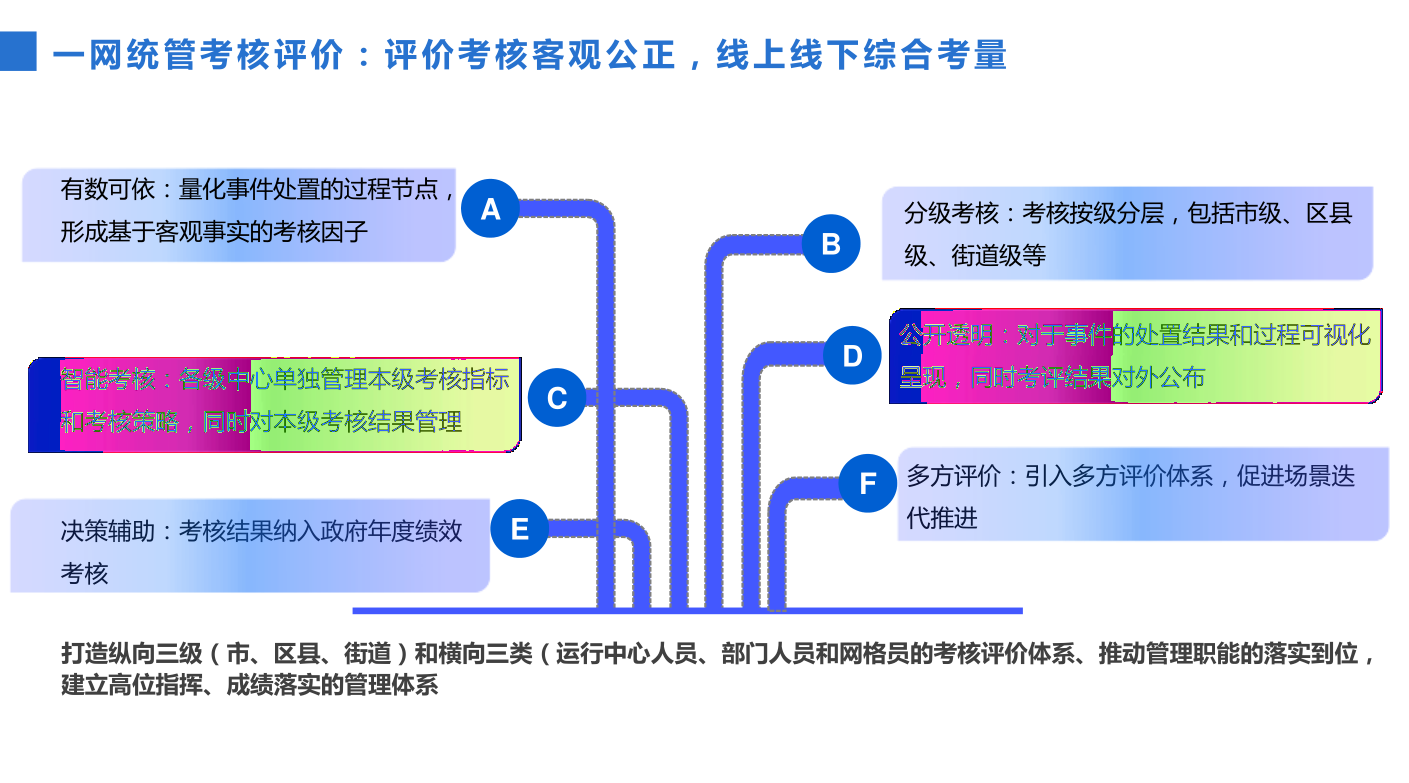 一网统管考核评价：评价考核客观公正，线上线下综合考量
有数可依：量化事件处置的过程节点，
形成基于客观事实的考核因子
A
B
分级考核：考核按级分层，包括市级、区县
级、街道级等
智能考核：各级中心单独管理本级考核指标
和考核策略，同时对本级考核结果管理
C
D
公开透明：对于事件的处置结果和过程可视化
呈现，同时考评结果对外公布
决策辅助：考核结果纳入政府年度绩效
考核
E
F
多方评价：引入多方评价体系，促进场景迭
代推进
打造纵向三级（市、区县、街道）和横向三类（运行中心人员、部门人员和网格员的考核评价体系、推动管理职能的落实到位，
建立高位指挥、成绩落实的管理体系